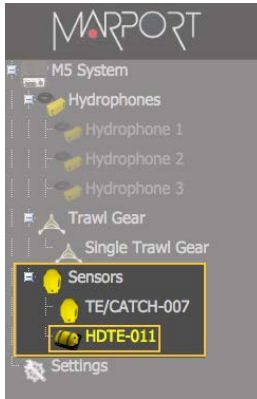 MARPORT
M5 System
Hydrophones
Hydrophone 1
Hydrophone 2
Hydrophone 3
Trawl Gear
Single Trawl Gear
Sensors
TE/CATCH-007
HDTE-011
Settings